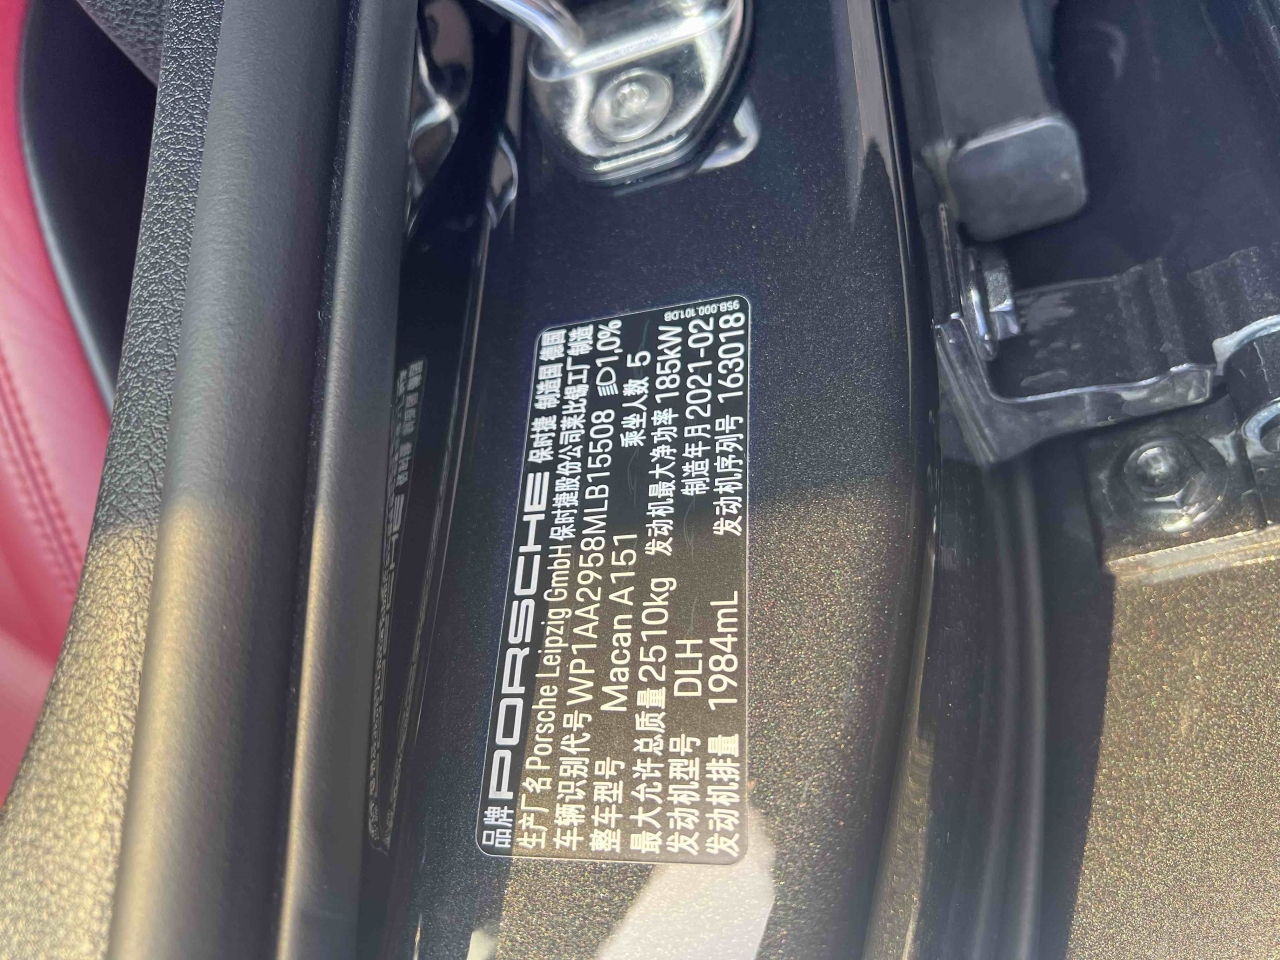 品牌 PORSCHE 保时捷 制造国 德国
生产厂名 Porsche Leipzig GmbH 保时捷股份公司莱比锡工厂制造
车辆识别代号 WP1AA2958MLB15508 1,0%
整车型号 Macan A151 乘坐人数 5
最大允许总质量 2510kg 发动机最大净功率 185kW
发动机型号 DLH 制造年月 2021-02
发动机排量 1984mL 发动机序列号 163018
95B.000.101.DB